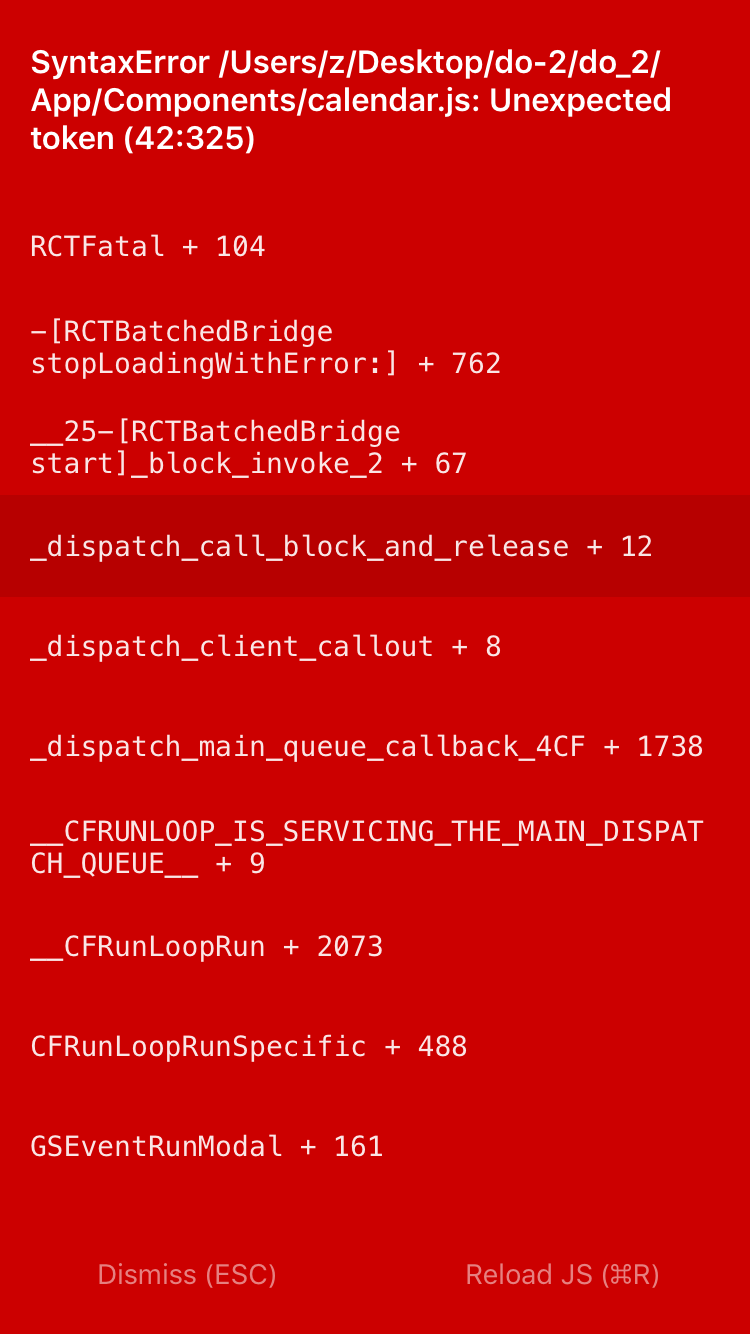 SyntaxError /Users/z/Desktop/do-2/do_2/
App/Components/calendar.js: Unexpected
token (42:325)
RCTFatal + 104
-[RCTBatchedBridge
stopLoadingWithError:] + 762
__25-[RCTBatchedBridge
start]_block_invoke_2 + 67
_dispatch_call_block_and_release + 12
_dispatch_client_callout + 8
_dispatch_main_queue_callback_4CF + 1738
__CFRUNLOOP_IS_SERVICING_THE_MAIN_DISPAT
CH_QUEUE__ + 9
__CFRunLoopRun + 2073
CFRunLoopRunSpecific + 488
GSEventRunModal + 161
Dismiss (ESC) Reload JS (⌘R)